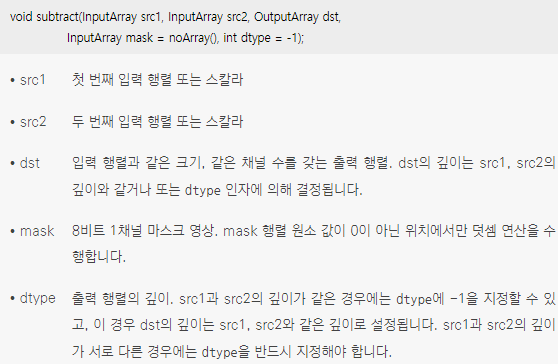 void subtract(InputArray src1, InputArray src2, OutputArray dst,
InputArray mask = noArray(), int dtype = -1);
• src1 첫 번째 입력 행렬 또는 스칼라
• src2 두 번째 입력 행렬 또는 스칼라
• dst 입력 행렬과 같은 크기, 같은 채널 수를 갖는 출력 행렬. dst의 깊이는 src1, src2의
깊이와 같거나 또는 dtype 인자에 의해 결정됩니다.
• mask 8비트 1채널 마스크 영상. mask 행렬 원소 값이 0이 아닌 위치에서만 덧셈 연산을 수
행합니다.
• dtype 출력 행렬의 깊이. src1과 src2의 깊이가 같은 경우에는 dtype에 -1을 지정할 수 있
고, 이 경우 dst의 깊이는 src1, src2와 같은 깊이로 설정됩니다. src1과 src2의 깊이
가 서로 다른 경우에는 dtype을 반드시 지정해야 합니다.